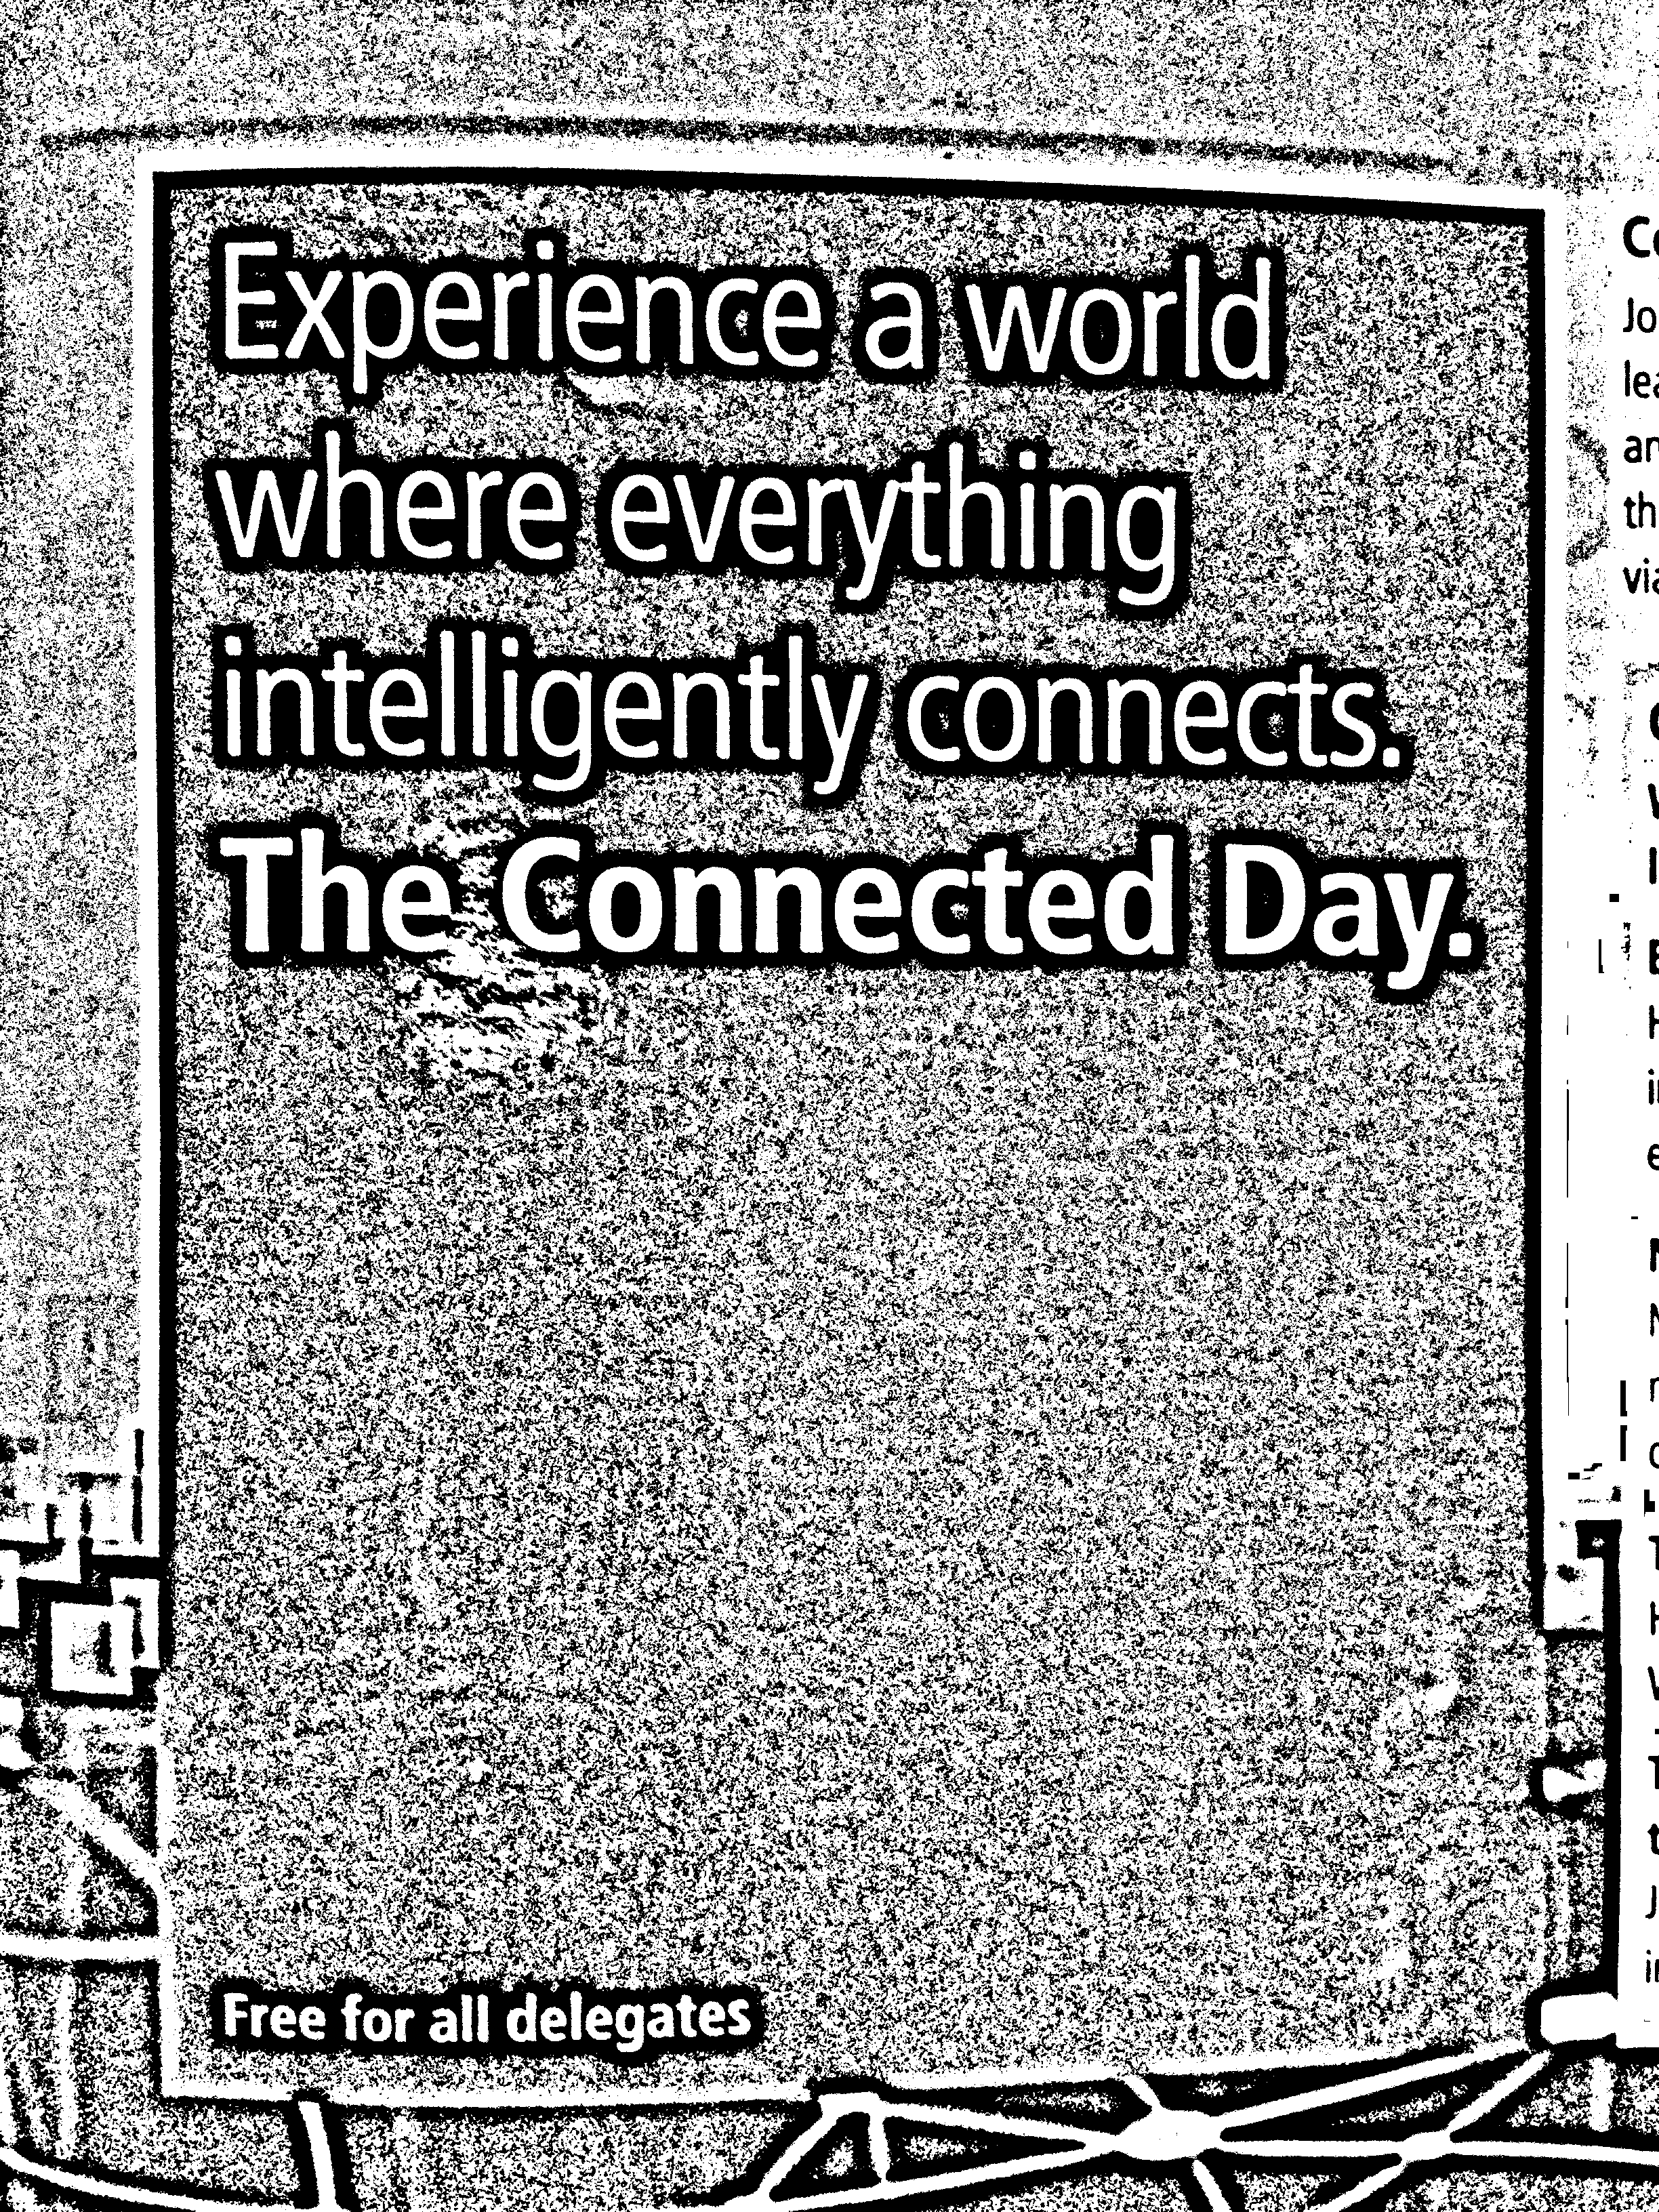 Experience a world
where everything
intelligently connects.
The Connected Day.
Free for all delegates